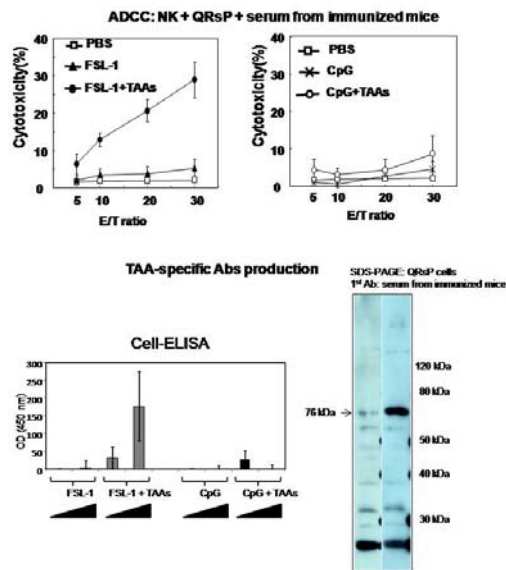 ADCC: NK + QRsP + serum from immunized mice
Cytotoxicity(%)
40
30
20
10
0
PBS
FSL-1
FSL-1+TAAs
5 10 20 30
E/T ratio
Cytotoxicity(%)
40
30
20
10
0
PBS
CpG
CpG+TAAs
5 10 20 30
E/T ratio
TAA-specific Abs production
Cell-ELISA
OD (450 nm)
300
250
200
150
100
50
0
FSL-1 FSL-1 + TAAs CpG CpG + TAAs
SDS-PAGE: QRsP cells
1st Ab: serum from immunized mice
120 kDa
80 kDa
76 kDa →
50 kDa
40 kDa
30 kDa